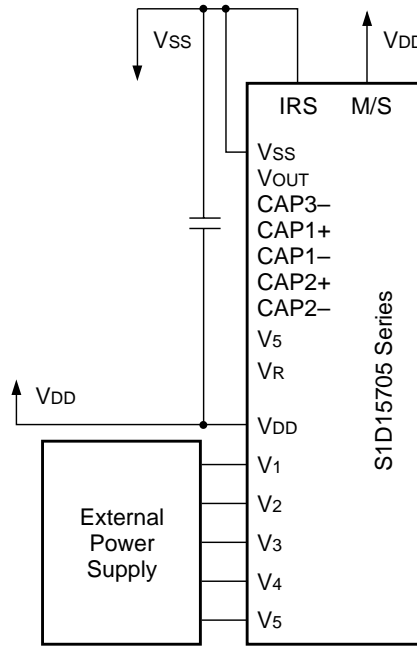 VSS
VDD
IRS M/S
VSS
VOUT
CAP3–
CAP1+
CAP1–
CAP2+
CAP2–
V5
VR
VDD
VDD
V1
V2
V3
V4
V5
External
Power
Supply
S1D15705 Series